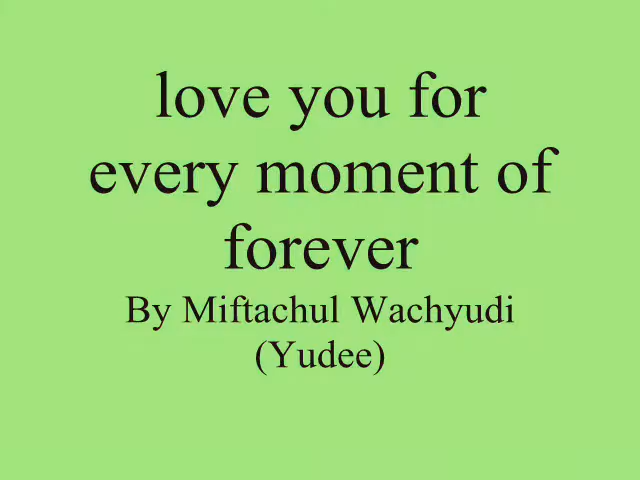 love you for
every moment of
forever
By Miftachul Wachyudi
(Yudee)